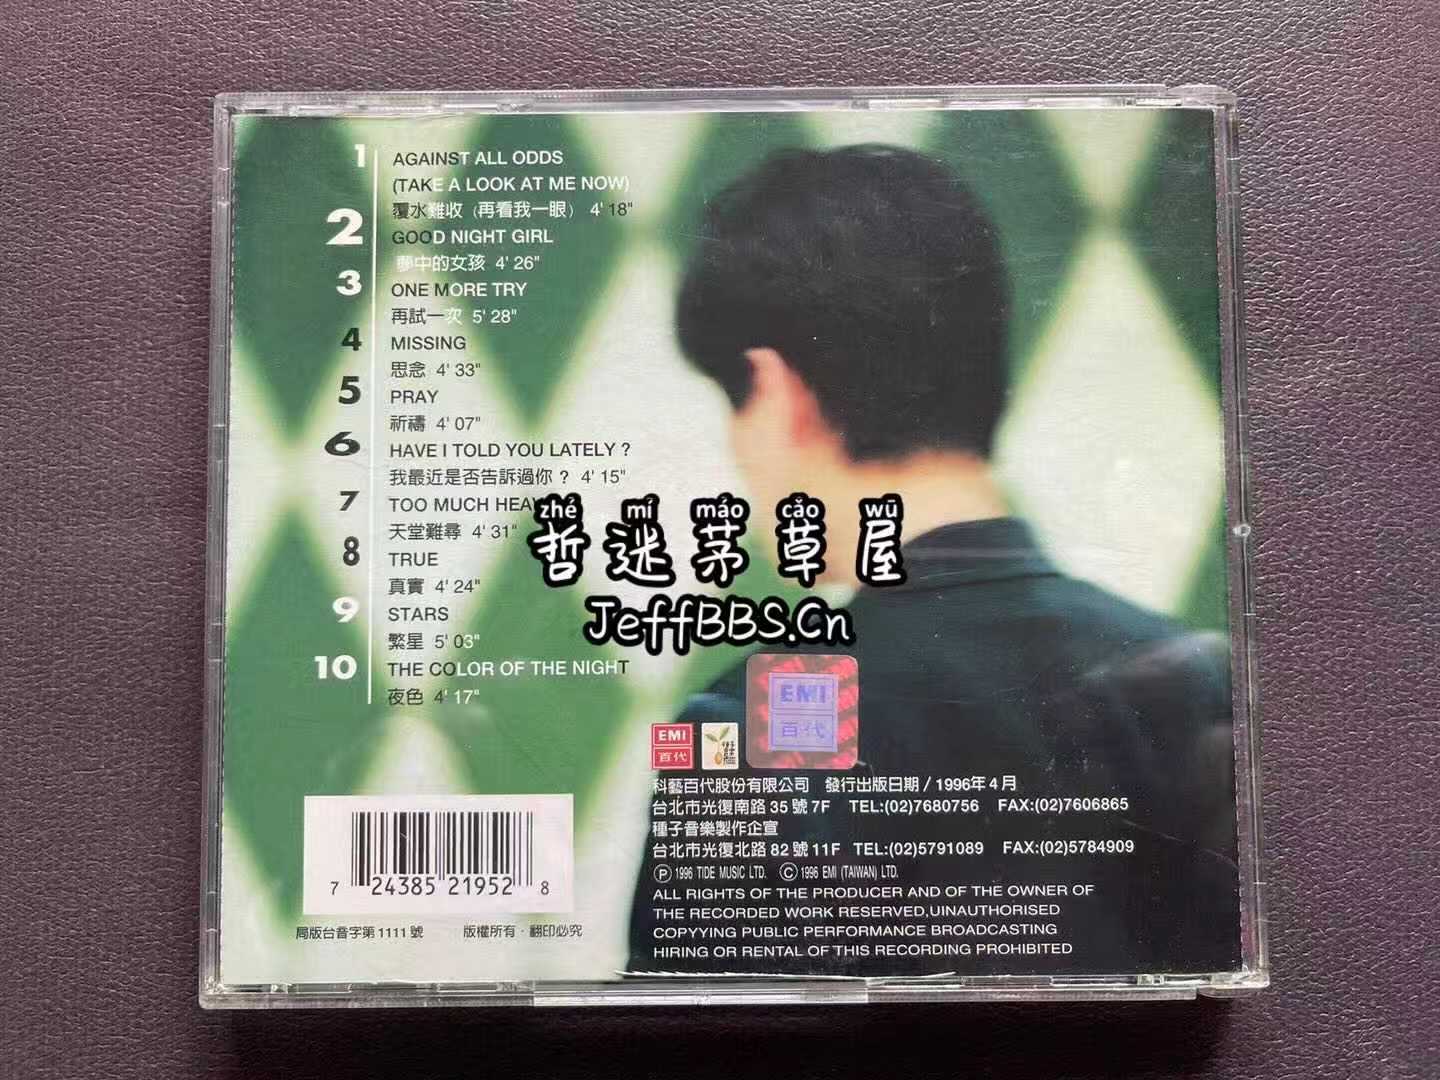 1 AGAINST ALL ODDS
(TAKE A LOOK AT ME NOW)
覆水難收（再看我一眼） 4' 18"
2 GOOD NIGHT GIRL
夢中的女孩 4' 26"
3 ONE MORE TRY
再試一次 5' 28"
4 MISSING
思念 4' 33"
5 PRAY
祈禱 4' 07"
6 HAVE I TOLD YOU LATELY ?
我最近是否告訴過你 ? 4' 15"
7 TOO MUCH
天堂難尋 4' 31"
8 TRUE
真實 4' 24"
9 STARS
繁星 5' 03"
10 THE COLOR OF THE NIGHT
夜色 4' 17"
zhé mí máo cǎo wū
哲迷茅草屋
JeffBBS.Cn
EMI
百代
EMI
百代
科藝百代股份有限公司 發行出版日期 / 1996年 4 月
台北市光復南路 35 號 7F TEL:(02)7680756 FAX:(02)7606865
種子音樂製作企宣
台北市光復北路 82 號 11F TEL:(02)5791089 FAX:(02)5784909
Ⓟ 1996 TIDE MUSIC LTD. Ⓒ 1996 EMI (TAIWAN) LTD.
ALL RIGHTS OF THE PRODUCER AND OF THE OWNER OF
THE RECORDED WORK RESERVED,UINAUTHORISED
COPYYING PUBLIC PERFORMANCE BROADCASTING
HIRING OR RENTAL OF THIS RECORDING PROHIBITED
7 24385 21952 8
局版台音字第 1111 號 版權所有．翻印必究